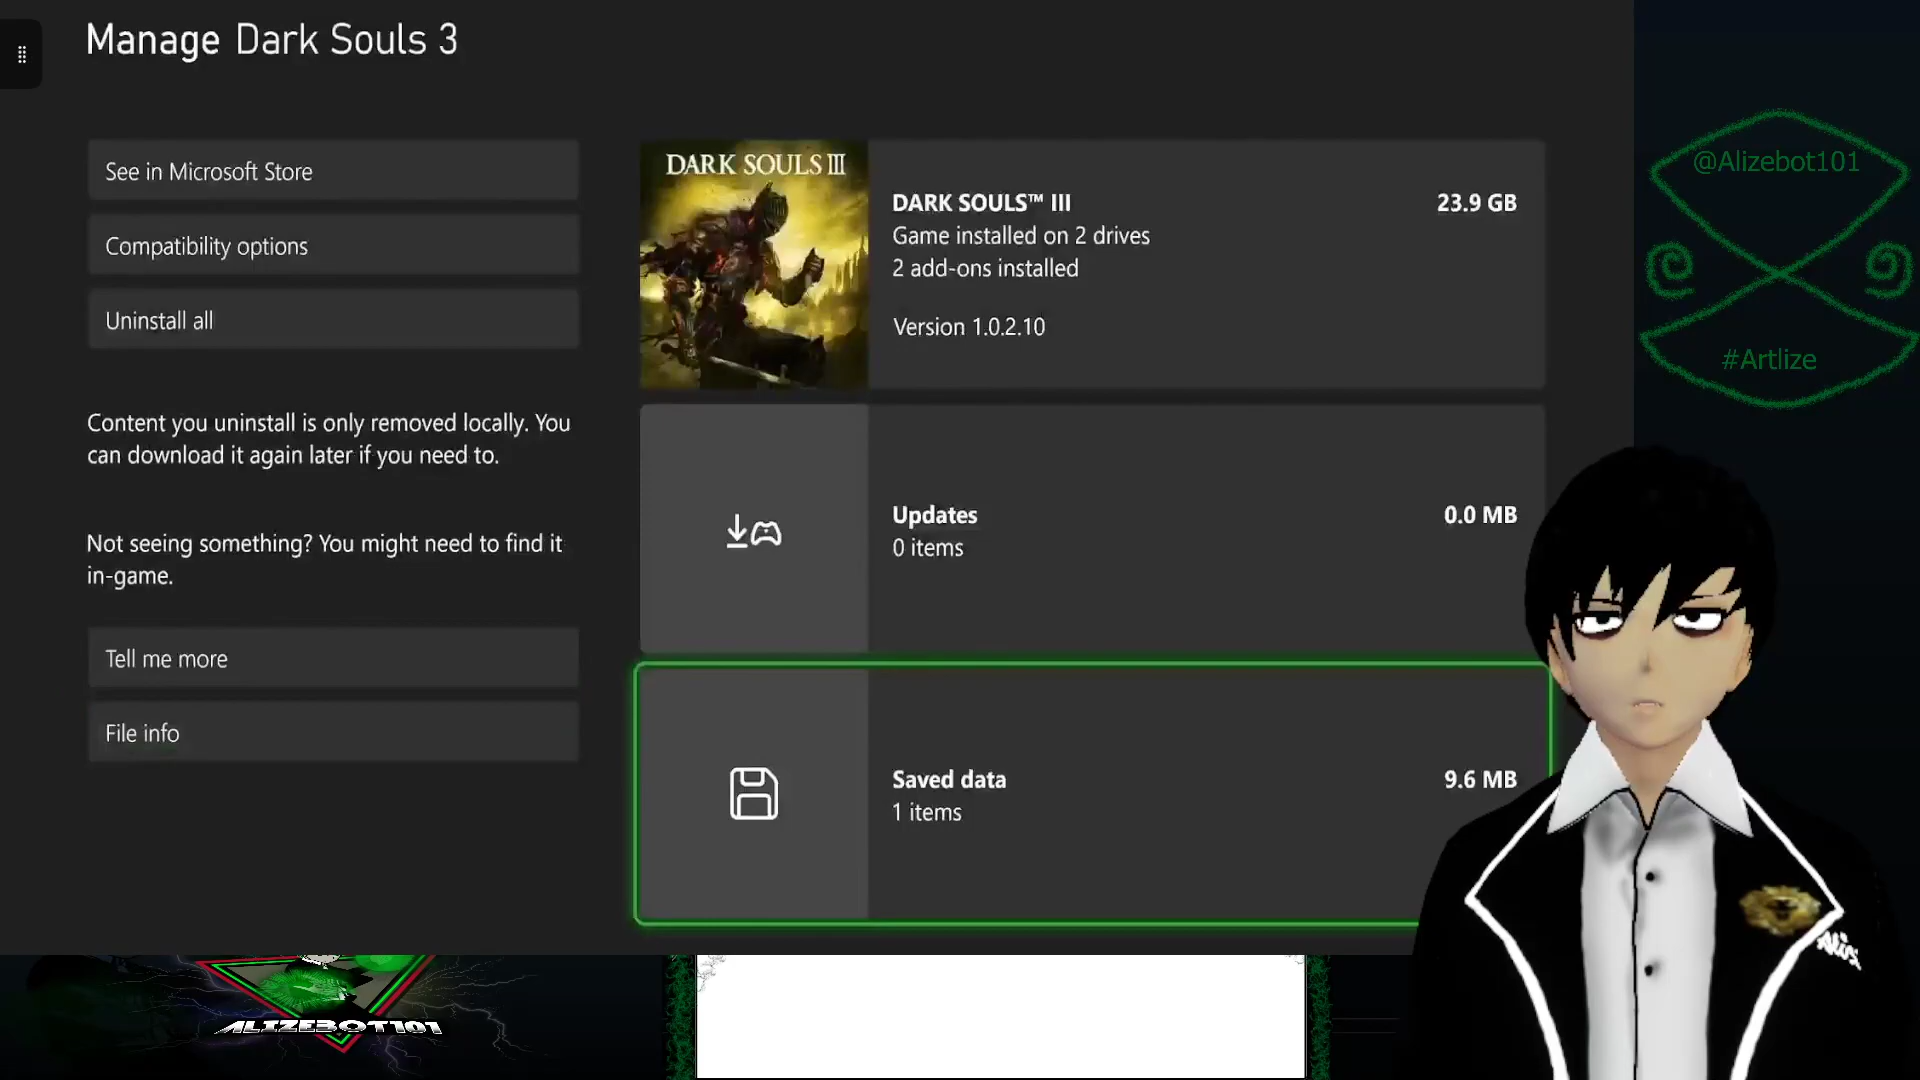 Manage Dark Souls 3
See in Microsoft Store
Compatibility options
Uninstall all
Content you uninstall is only removed locally. You
can download it again later if you need to.
Not seeing something? You might need to find it
in-game.
Tell me more
File info
DARK SOULS III
DARK SOULS™ III
23.9 GB
Game installed on 2 drives
2 add-ons installed
Version 1.0.2.10
Updates
0.0 MB
0 items
Saved data
9.6 MB
1 items
@Alizebot101
#Artlize
ALIZEBOT101